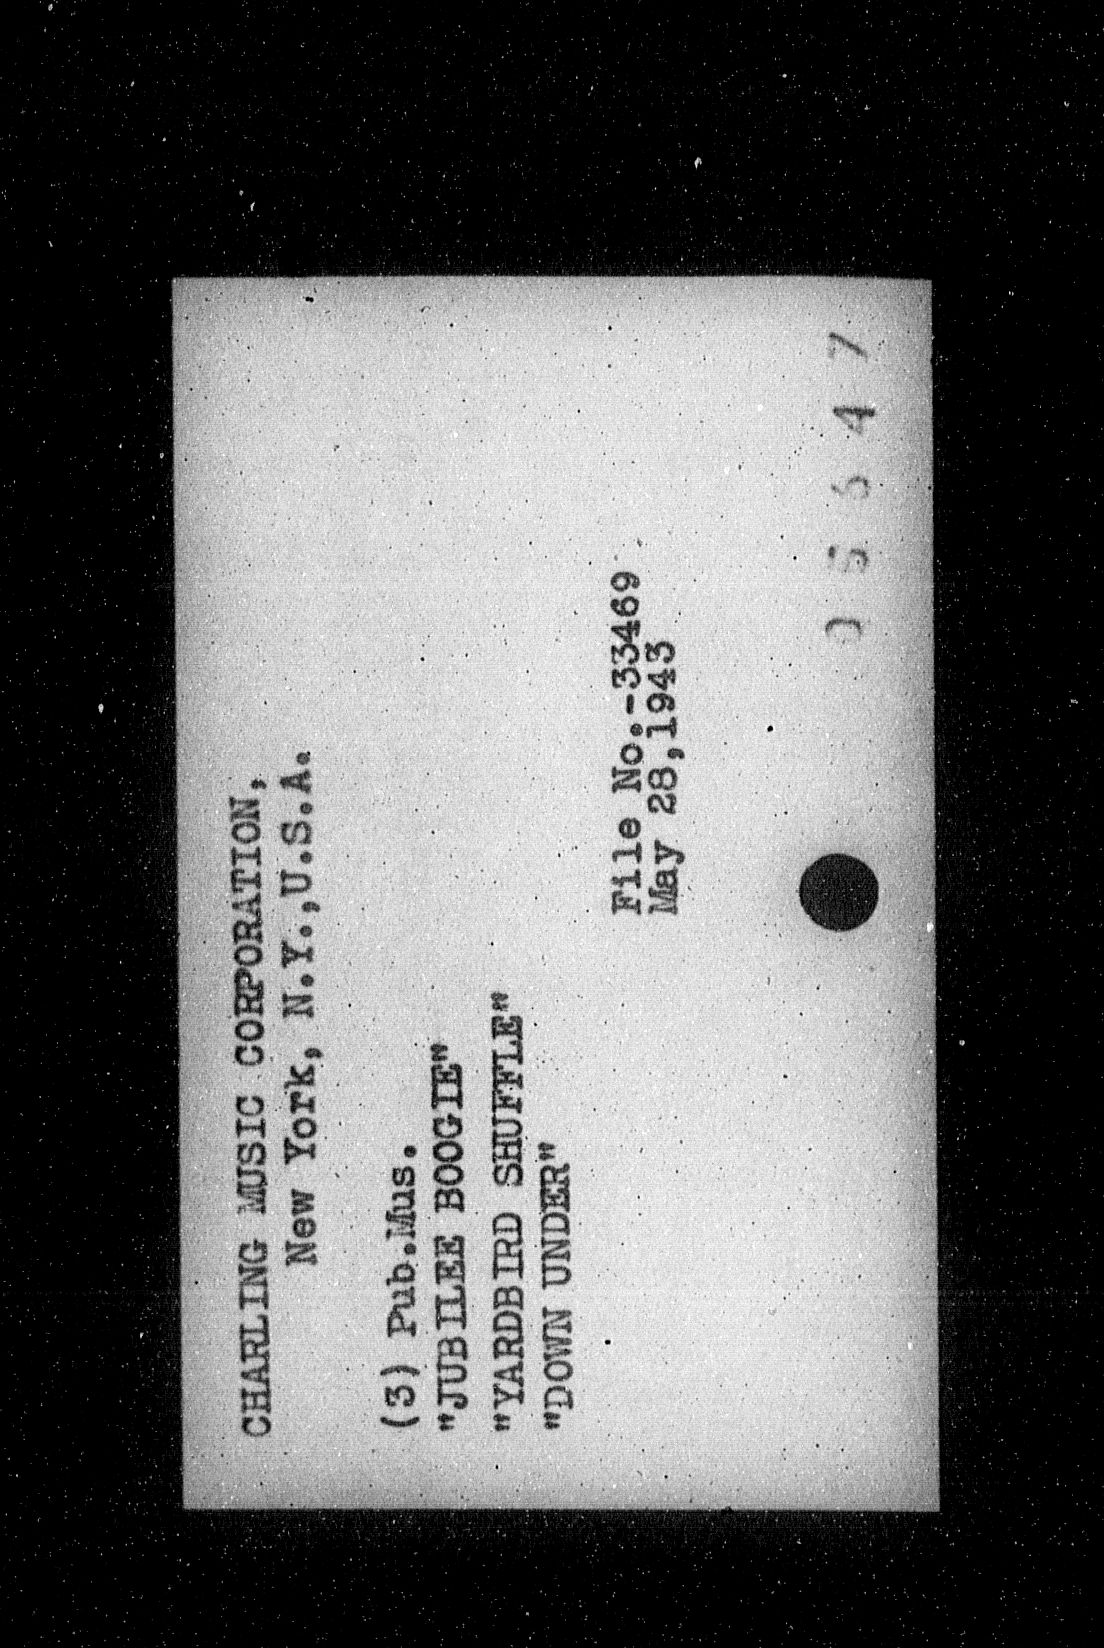 CHARLING MUSIC CORPORATION,
New York, N.Y.,U.S.A.
(3) Pub.Mus.
"JUBILEE BOOGIE"
"YARDBIRD SHUFFLE"
"DOWN UNDER"
File No.-33469
May 28,1943